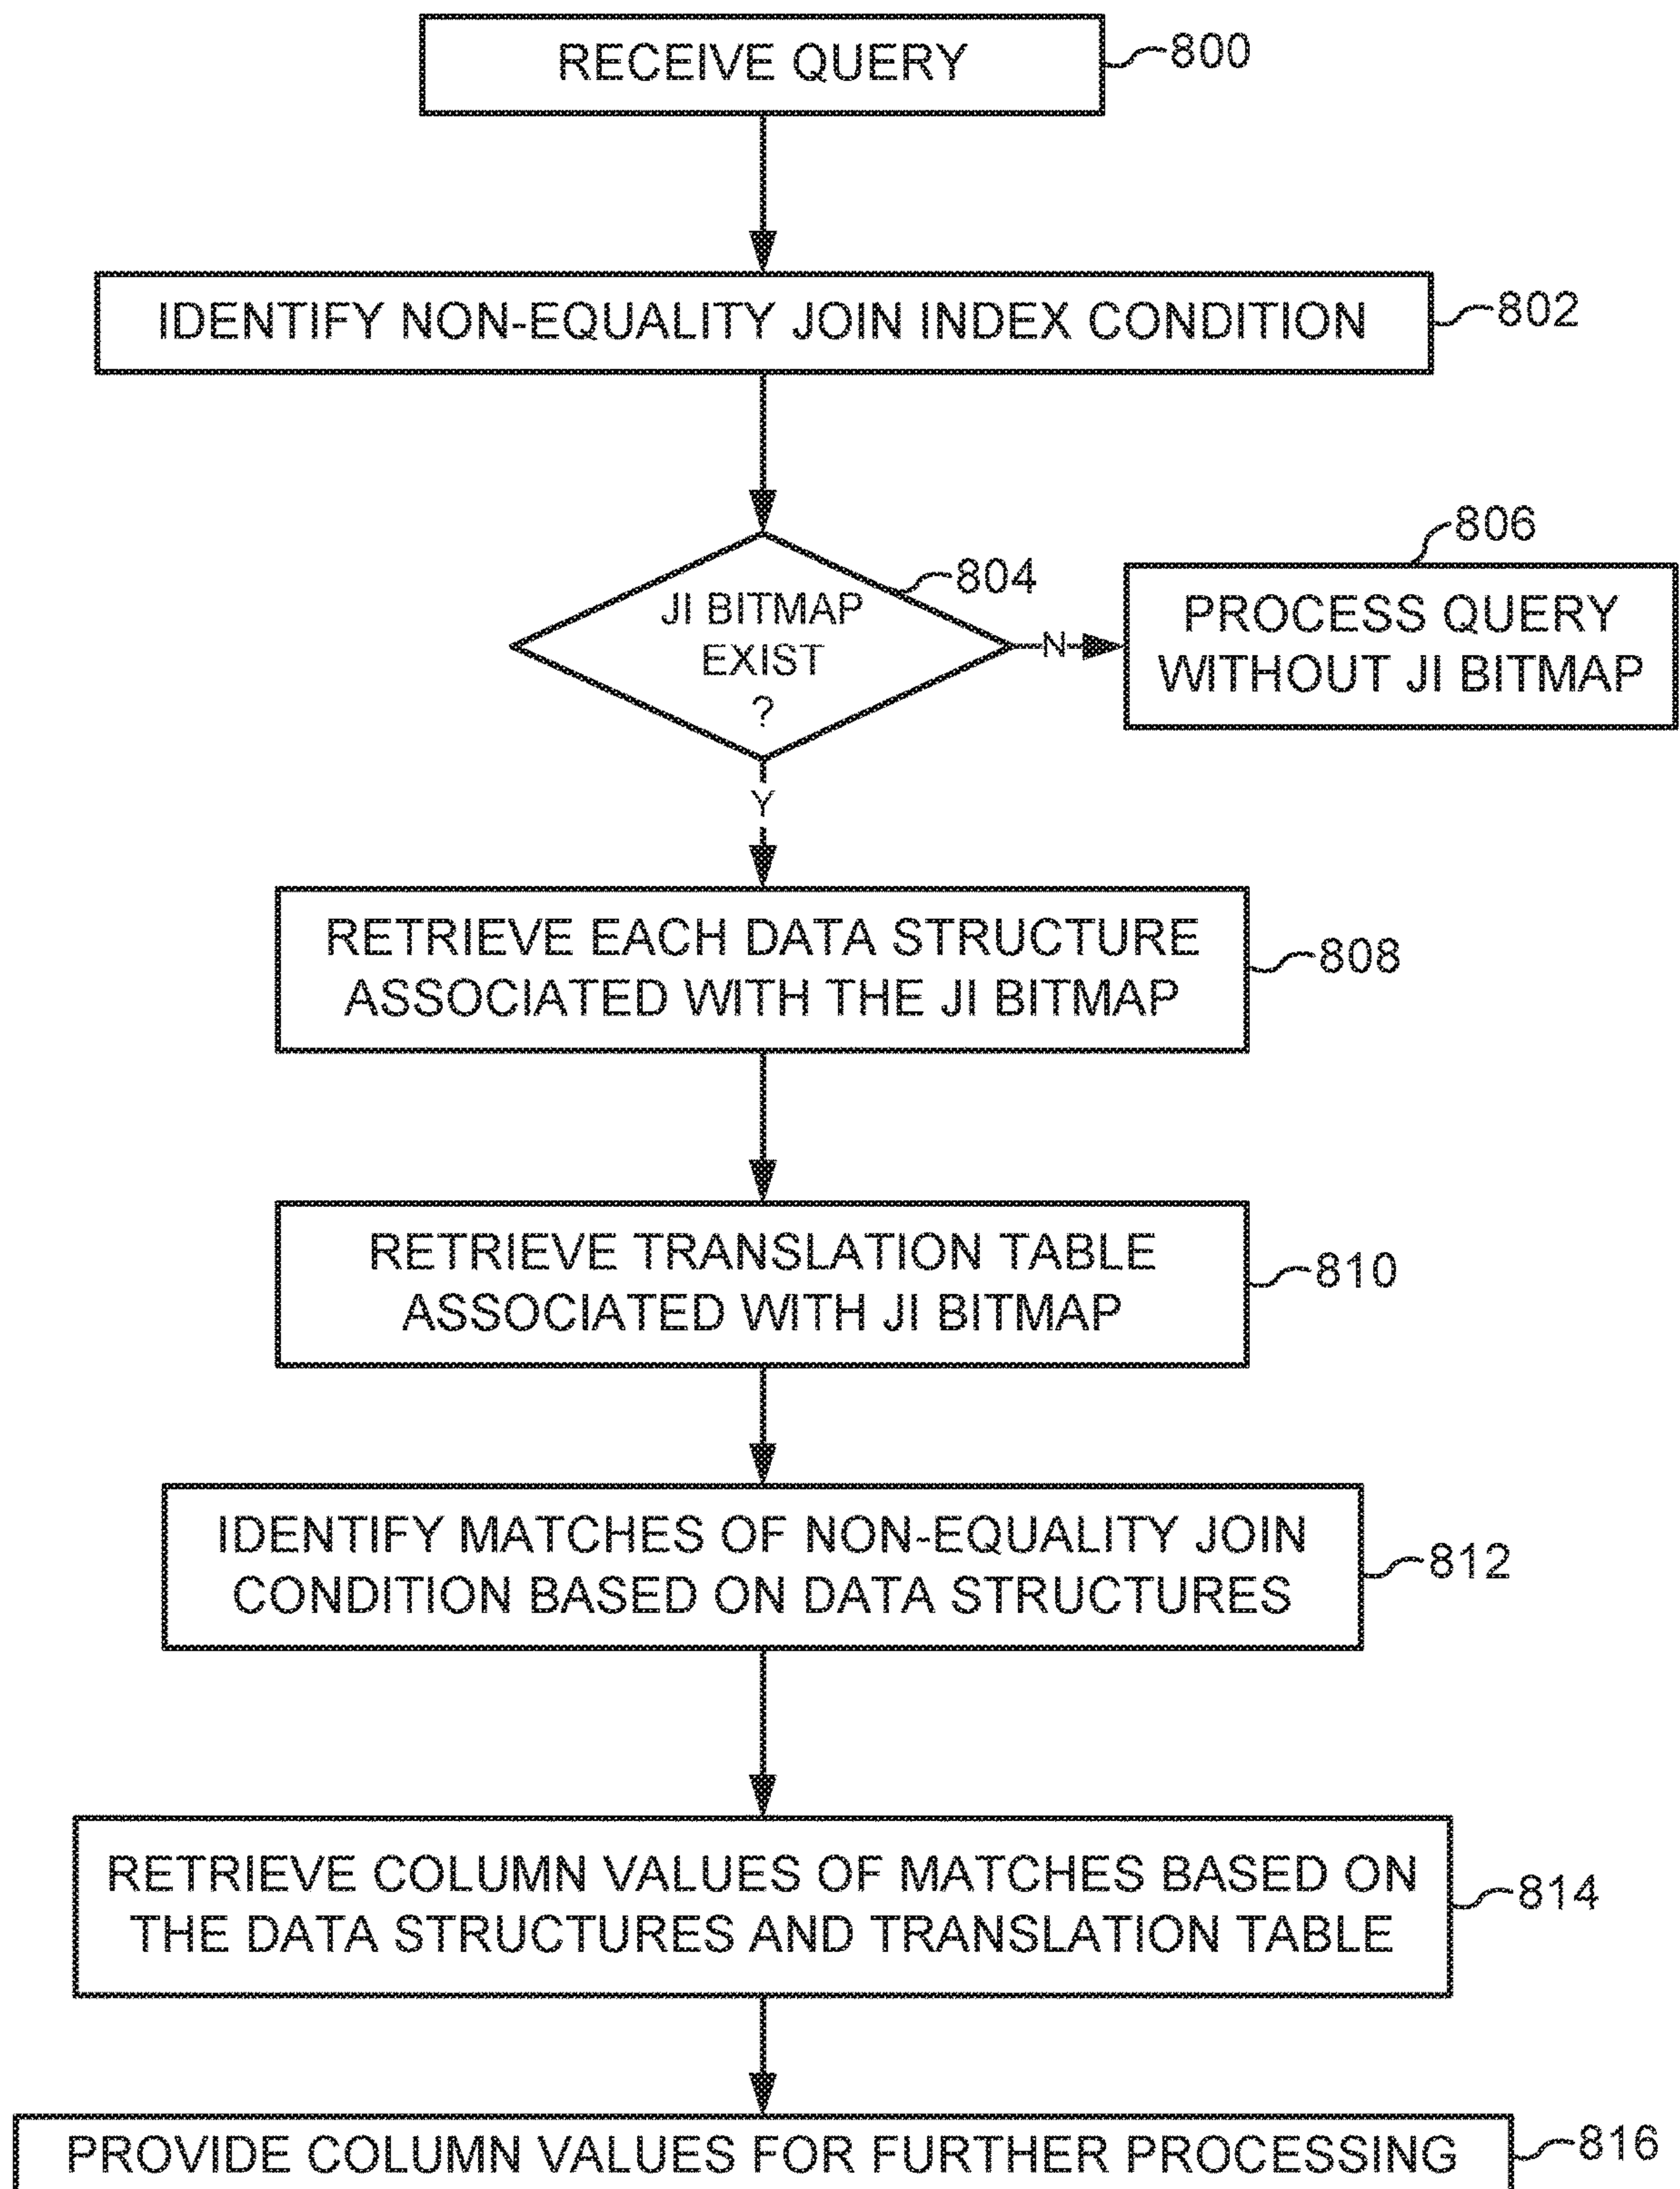 RECEIVE QUERY
800
IDENTIFY NON-EQUALITY JOIN INDEX CONDITION
802
804
JI BITMAP
EXIST
?
N
806
PROCESS QUERY
WITHOUT JI BITMAP
Y
RETRIEVE EACH DATA STRUCTURE
ASSOCIATED WITH THE JI BITMAP
808
RETRIEVE TRANSLATION TABLE
ASSOCIATED WITH JI BITMAP
810
IDENTIFY MATCHES OF NON-EQUALITY JOIN
CONDITION BASED ON DATA STRUCTURES
812
RETRIEVE COLUMN VALUES OF MATCHES BASED ON
THE DATA STRUCTURES AND TRANSLATION TABLE
814
PROVIDE COLUMN VALUES FOR FURTHER PROCESSING
816